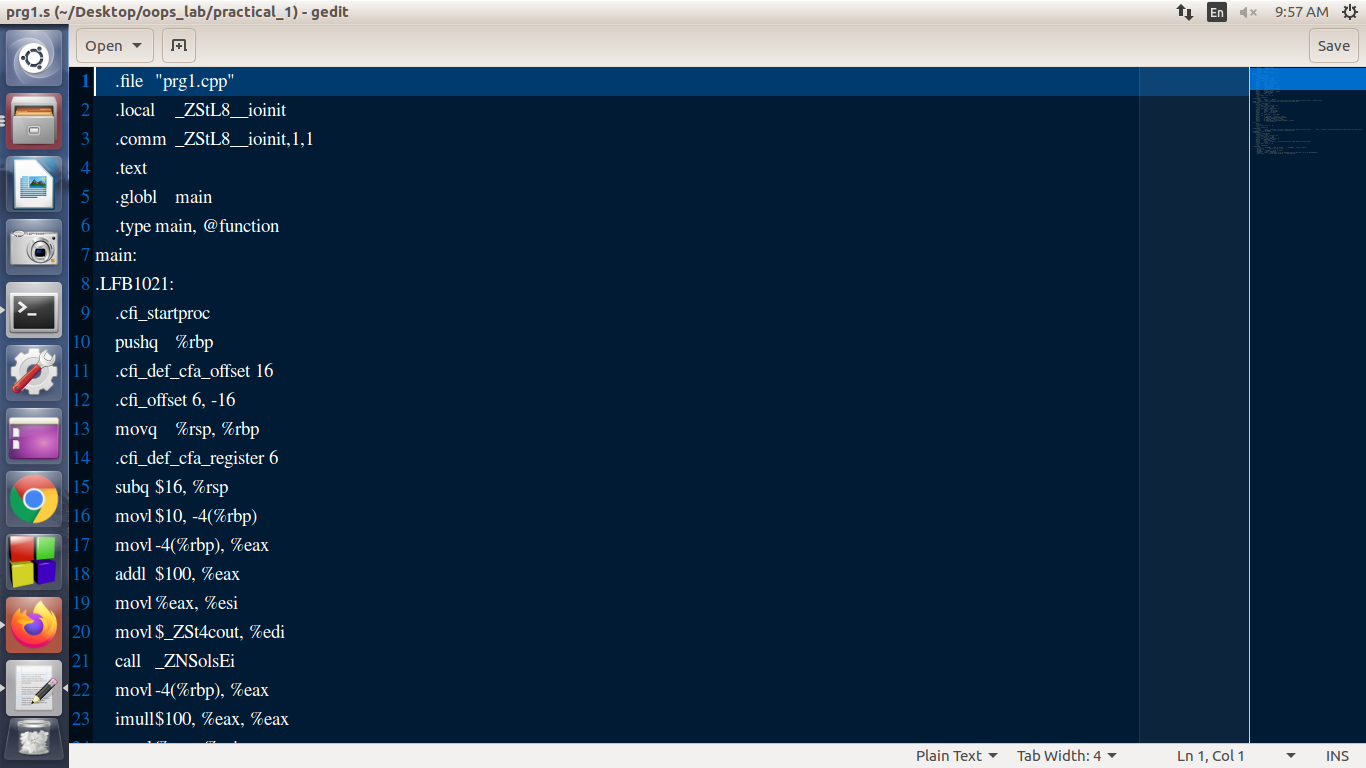 prg1.s (~/Desktop/oops_lab/practical_1) - gedit
En
9:57 AM
Open
Save
1 .file "prg1.cpp"
2 .local _ZStL8__ioinit
3 .comm _ZStL8__ioinit,1,1
4 .text
5 .globl main
6 .type main, @function
7 main:
8 .LFB1021:
9 .cfi_startproc
10 pushq %rbp
11 .cfi_def_cfa_offset 16
12 .cfi_offset 6, -16
13 movq %rsp, %rbp
14 .cfi_def_cfa_register 6
15 subq $16, %rsp
16 movl $10, -4(%rbp)
17 movl -4(%rbp), %eax
18 addl $100, %eax
19 movl %eax, %esi
20 movl $_ZSt4cout, %edi
21 call _ZNSolsEi
22 movl -4(%rbp), %eax
23 imull $100, %eax, %eax
Plain Text
Tab Width: 4
Ln 1, Col 1
INS